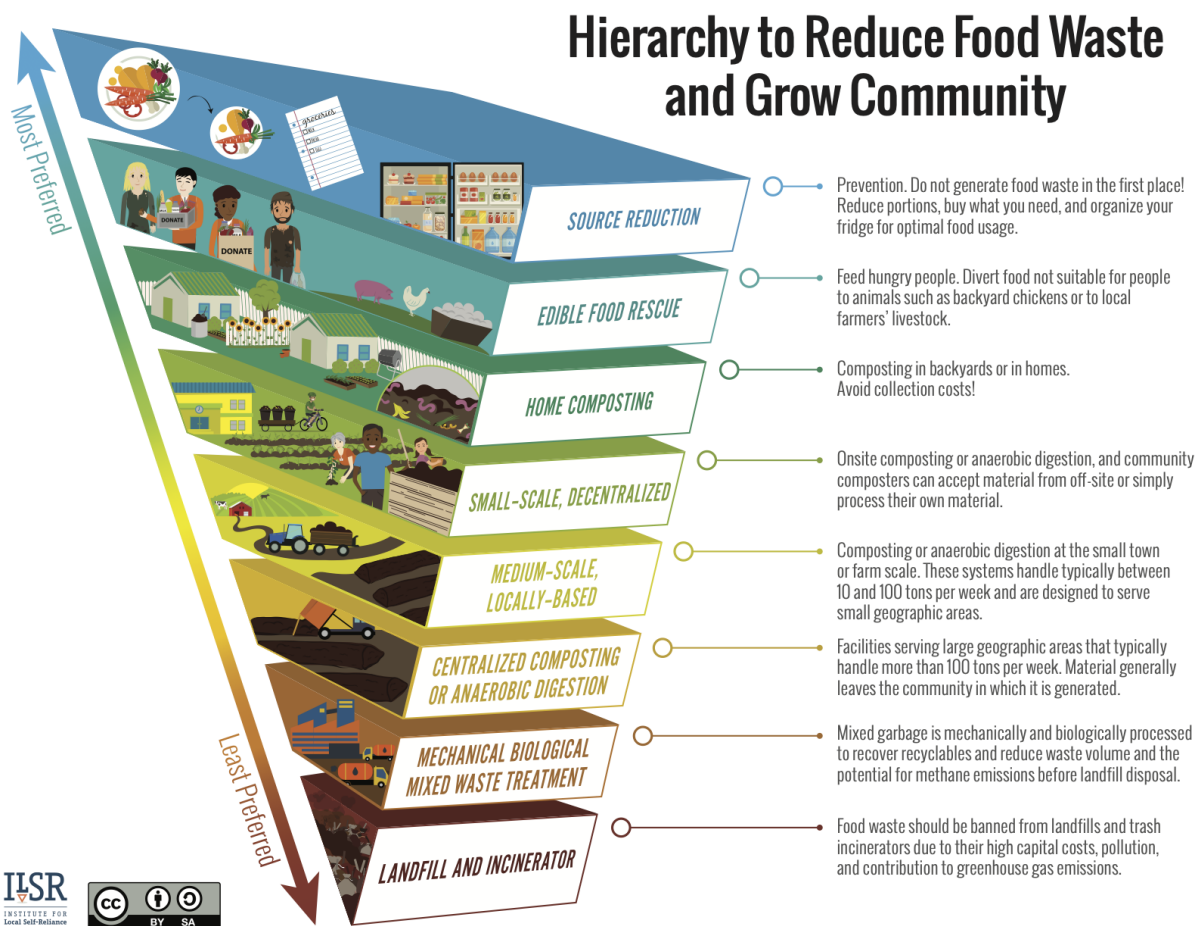 Hierarchy to Reduce Food Waste
and Grow Community
Most Preferred
groceries
DONATE
DONATE
SOURCE REDUCTION
Prevention. Do not generate food waste in the first place!
Reduce portions, buy what you need, and organize your
fridge for optimal food usage.
EDIBLE FOOD RESCUE
Feed hungry people. Divert food not suitable for people
to animals such as backyard chickens or to local
farmers' livestock.
HOME COMPOSTING
Composting in backyards or in homes.
Avoid collection costs!
SMALL-SCALE, DECENTRALIZED
Onsite composting or anaerobic digestion, and community
composters can accept material from off-site or simply
process their own material.
MEDIUM-SCALE,
LOCALLY-BASED
Composting or anaerobic digestion at the small town
or farm scale. These systems handle typically between
10 and 100 tons per week and are designed to serve
small geographic areas.
CENTRALIZED COMPOSTING
OR ANAEROBIC DIGESTION
Facilities serving large geographic areas that typically
handle more than 100 tons per week. Material generally
leaves the community in which it is generated.
MECHANICAL BIOLOGICAL
MIXED WASTE TREATMENT
Mixed garbage is mechanically and biologically processed
to recover recyclables and reduce waste volume and the
potential for methane emissions before landfill disposal.
LANDFILL AND INCINERATOR
Food waste should be banned from landfills and trash
incinerators due to their high capital costs, pollution,
and contribution to greenhouse gas emissions.
Least Preferred
ILSR
INSTITUTE FOR
Local Self-Reliance
cc
BY SA